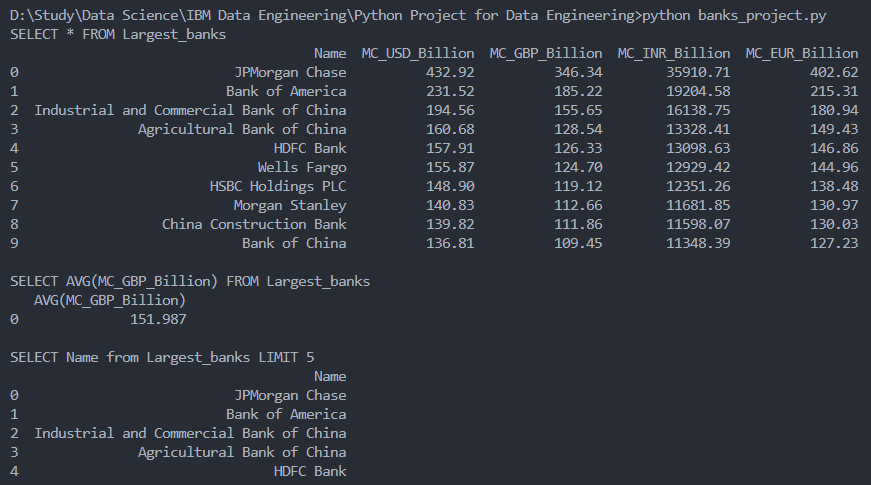 D:\Study\Data Science\IBM Data Engineering\Python Project for Data Engineering>python banks_project.py
SELECT * FROM Largest_banks
                                      Name  MC_USD_Billion  MC_GBP_Billion  MC_INR_Billion  MC_EUR_Billion
0                           JPMorgan Chase          432.92          346.34        35910.71          402.62
1                          Bank of America          231.52          185.22        19204.58          215.31
2  Industrial and Commercial Bank of China          194.56          155.65        16138.75          180.94
3               Agricultural Bank of China          160.68          128.54        13328.41          149.43
4                                HDFC Bank          157.91          126.33        13098.63          146.86
5                              Wells Fargo          155.87          124.70        12929.42          144.96
6                        HSBC Holdings PLC          148.90          119.12        12351.26          138.48
7                           Morgan Stanley          140.83          112.66        11681.85          130.97
8                  China Construction Bank          139.82          111.86        11598.07          130.03
9                            Bank of China          136.81          109.45        11348.39          127.23

SELECT AVG(MC_GBP_Billion) FROM Largest_banks
   AVG(MC_GBP_Billion)
0              151.987

SELECT Name from Largest_banks LIMIT 5
                                      Name
0                           JPMorgan Chase
1                          Bank of America
2  Industrial and Commercial Bank of China
3               Agricultural Bank of China
4                                HDFC Bank